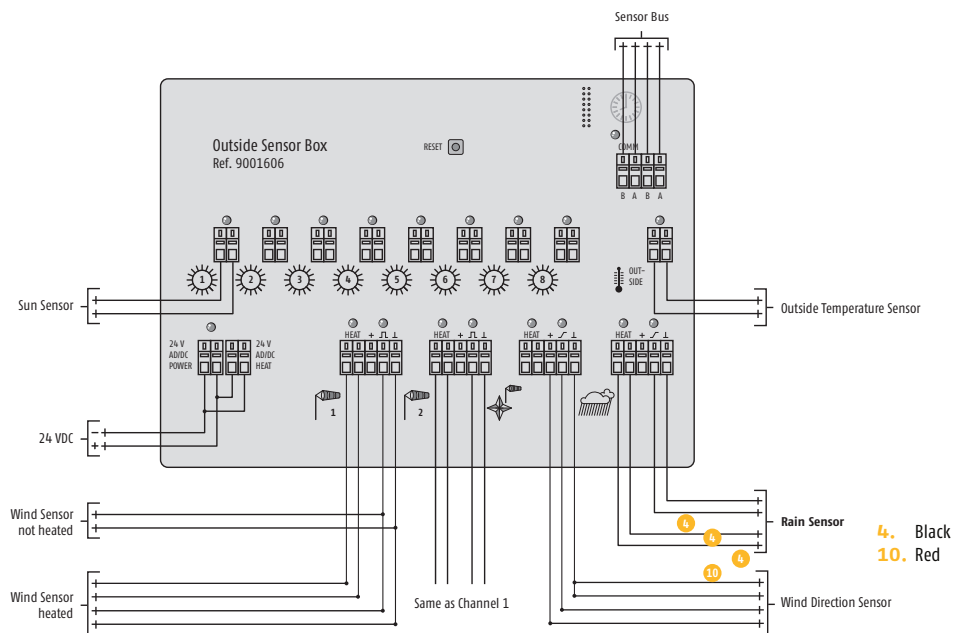 Sensor Bus
Outside Sensor Box
Ref. 9001606
RESET
COMM
B A B A
1 2 3 4 5 6 7 8
OUT-
SIDE
Sun Sensor
Outside Temperature Sensor
24 V
AD/DC
POWER
24 V
AD/DC
HEAT
HEAT +
HEAT +
HEAT +
HEAT +
1
2
24 VDC
- +
+ +
Wind Sensor
not heated
Rain Sensor
4
4
4
10
4. Black
10. Red
Wind Sensor
heated
Same as Channel 1
Wind Direction Sensor